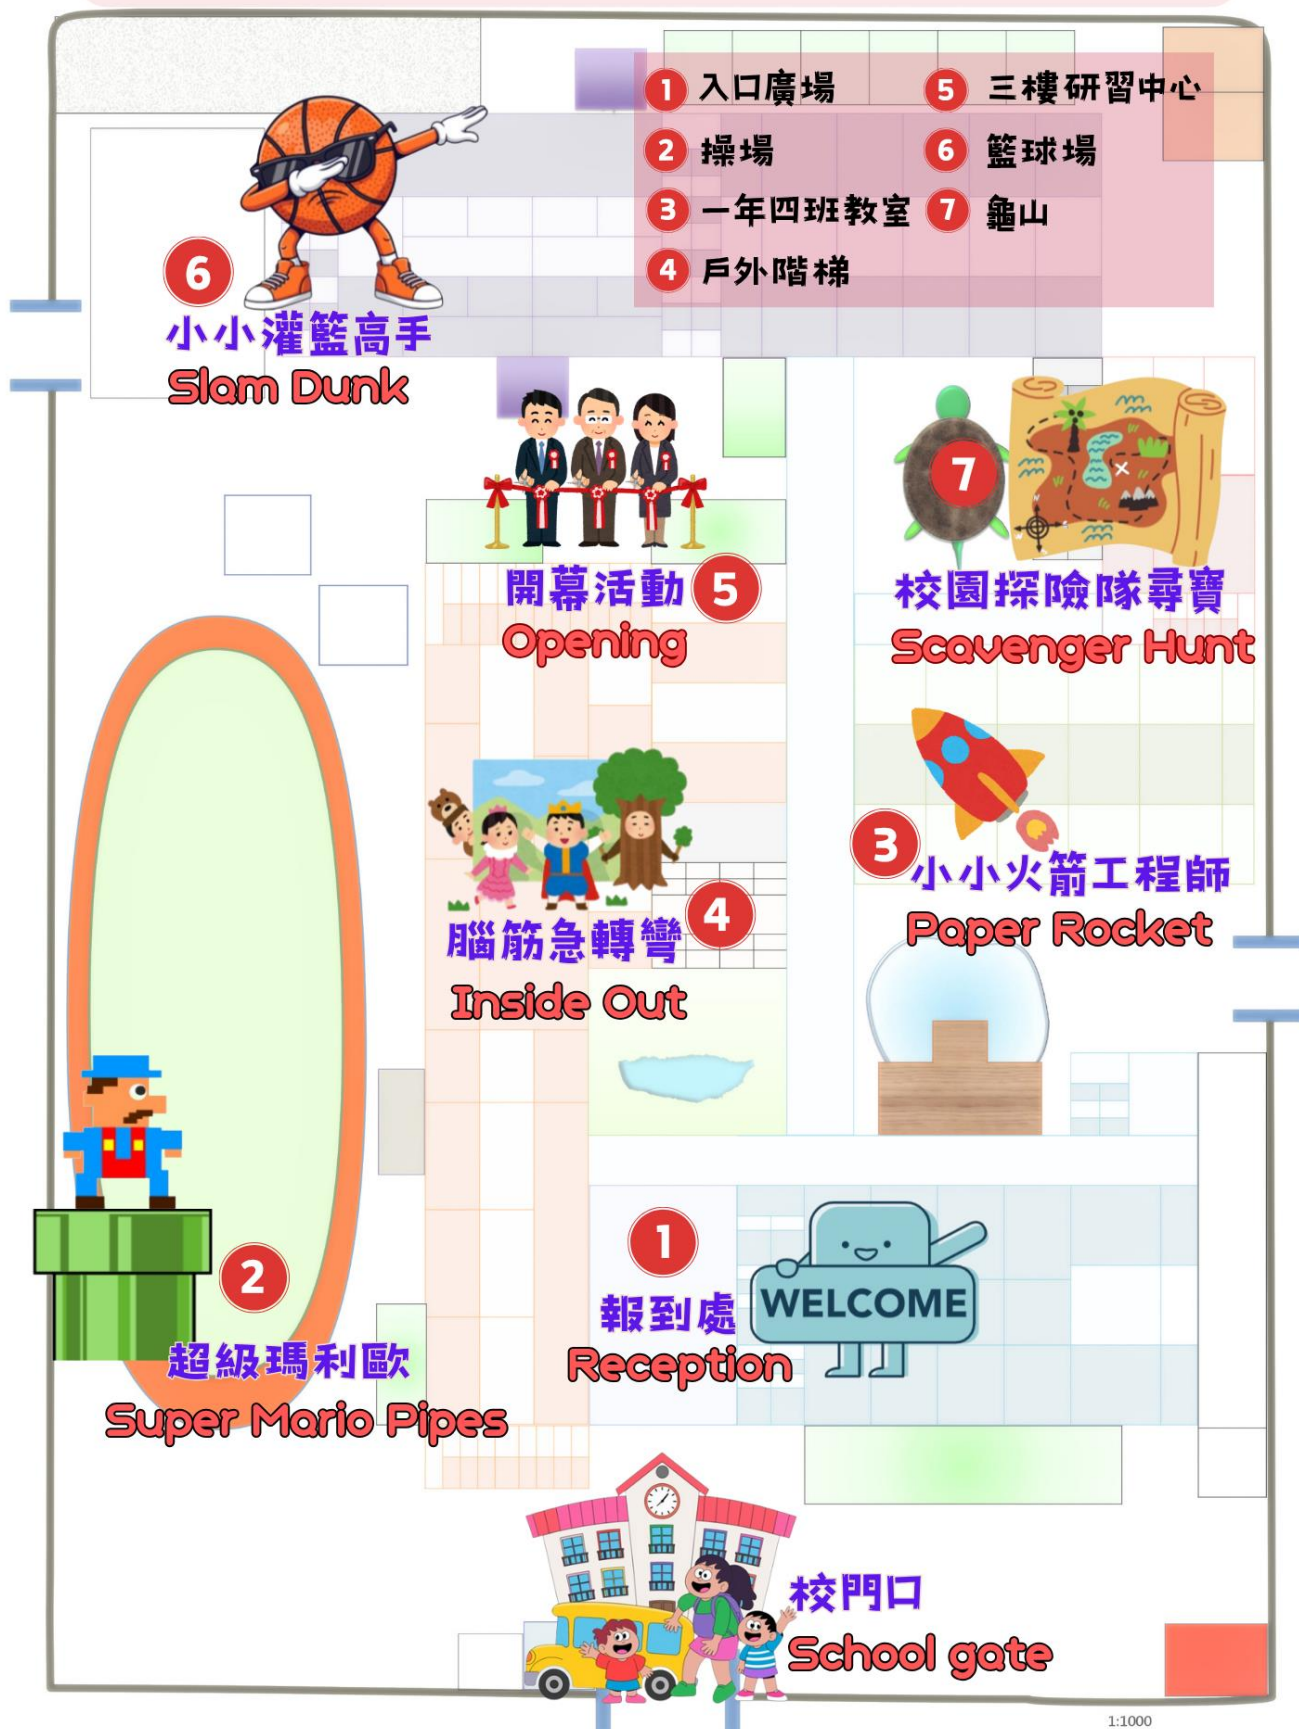 1 入口廣場
2 操場
3 一年四班教室
4 戶外階梯
5 三樓研習中心
6 籃球場
7 龜山
6
小小灌籃高手
Slam Dunk
開幕活動 5
Opening
7
校園探險隊尋寶
Scavenger Hunt
3
小小火箭工程師
Paper Rocket
4
腦筋急轉彎
Inside Out
2
超級瑪利歐
Super Mario Pipes
1
報到處
Reception
WELCOME
校門口
School gate
1:1000